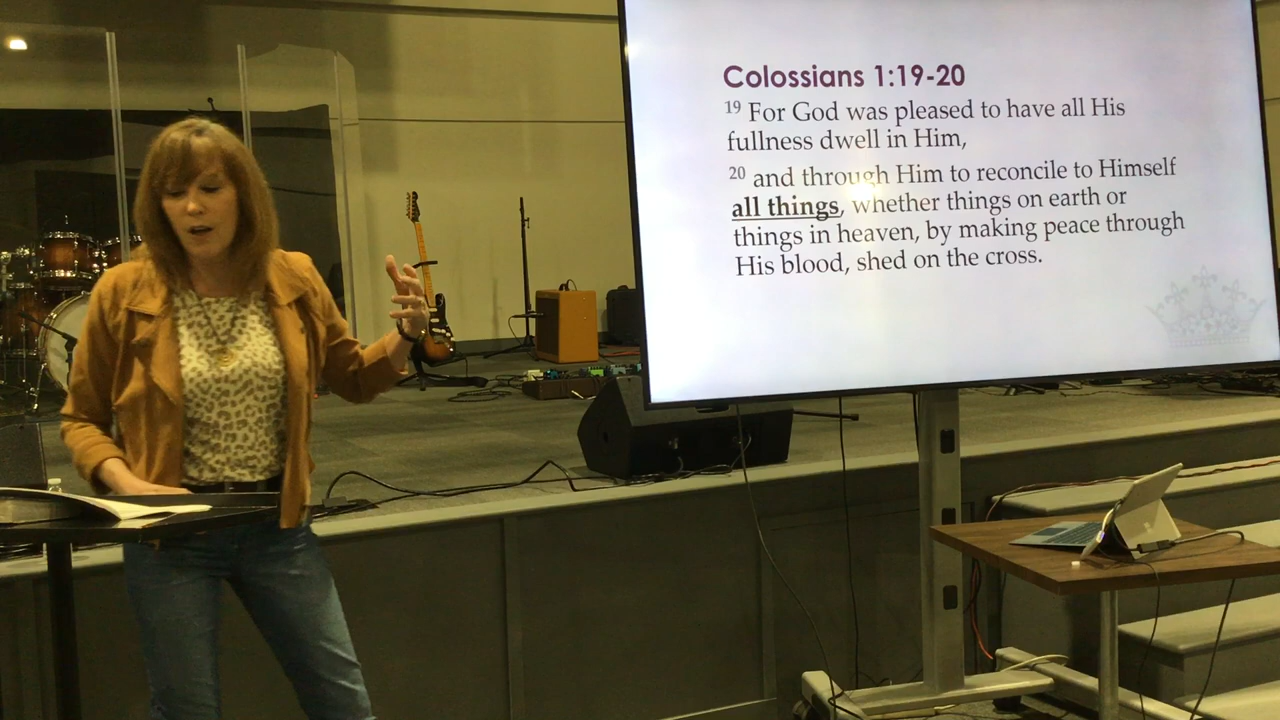 Colossians 1:19-20
19 For God was pleased to have all His
fullness dwell in Him,
20 and through Him to reconcile to Himself
all things, whether things on earth or
things in heaven, by making peace through
His blood, shed on the cross.